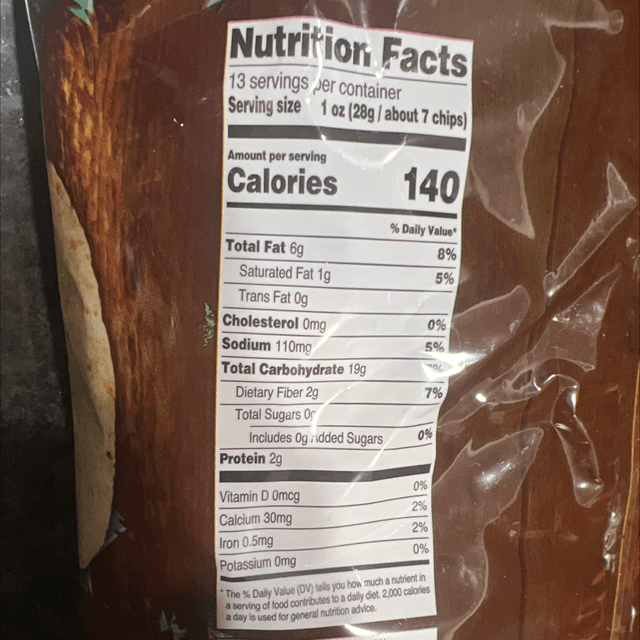 Nutrition Facts
13 servings per container
Serving size 1 oz (28g / about 7 chips)
Amount per serving
Calories 140
% Daily Value*
Total Fat 6g 8%
Saturated Fat 1g 5%
Trans Fat 0g
Cholesterol 0mg 0%
Sodium 110mg 5%
Total Carbohydrate 19g
Dietary Fiber 2g 7%
Total Sugars 0g
Includes 0g Added Sugars 0%
Protein 2g
Vitamin D 0mcg 0%
Calcium 30mg 2%
Iron 0.5mg 2%
Potassium 0mg 0%
* The % Daily Value (DV) tells you how much a nutrient in
a serving of food contributes to a daily diet. 2,000 calories
a day is used for general nutrition advice.